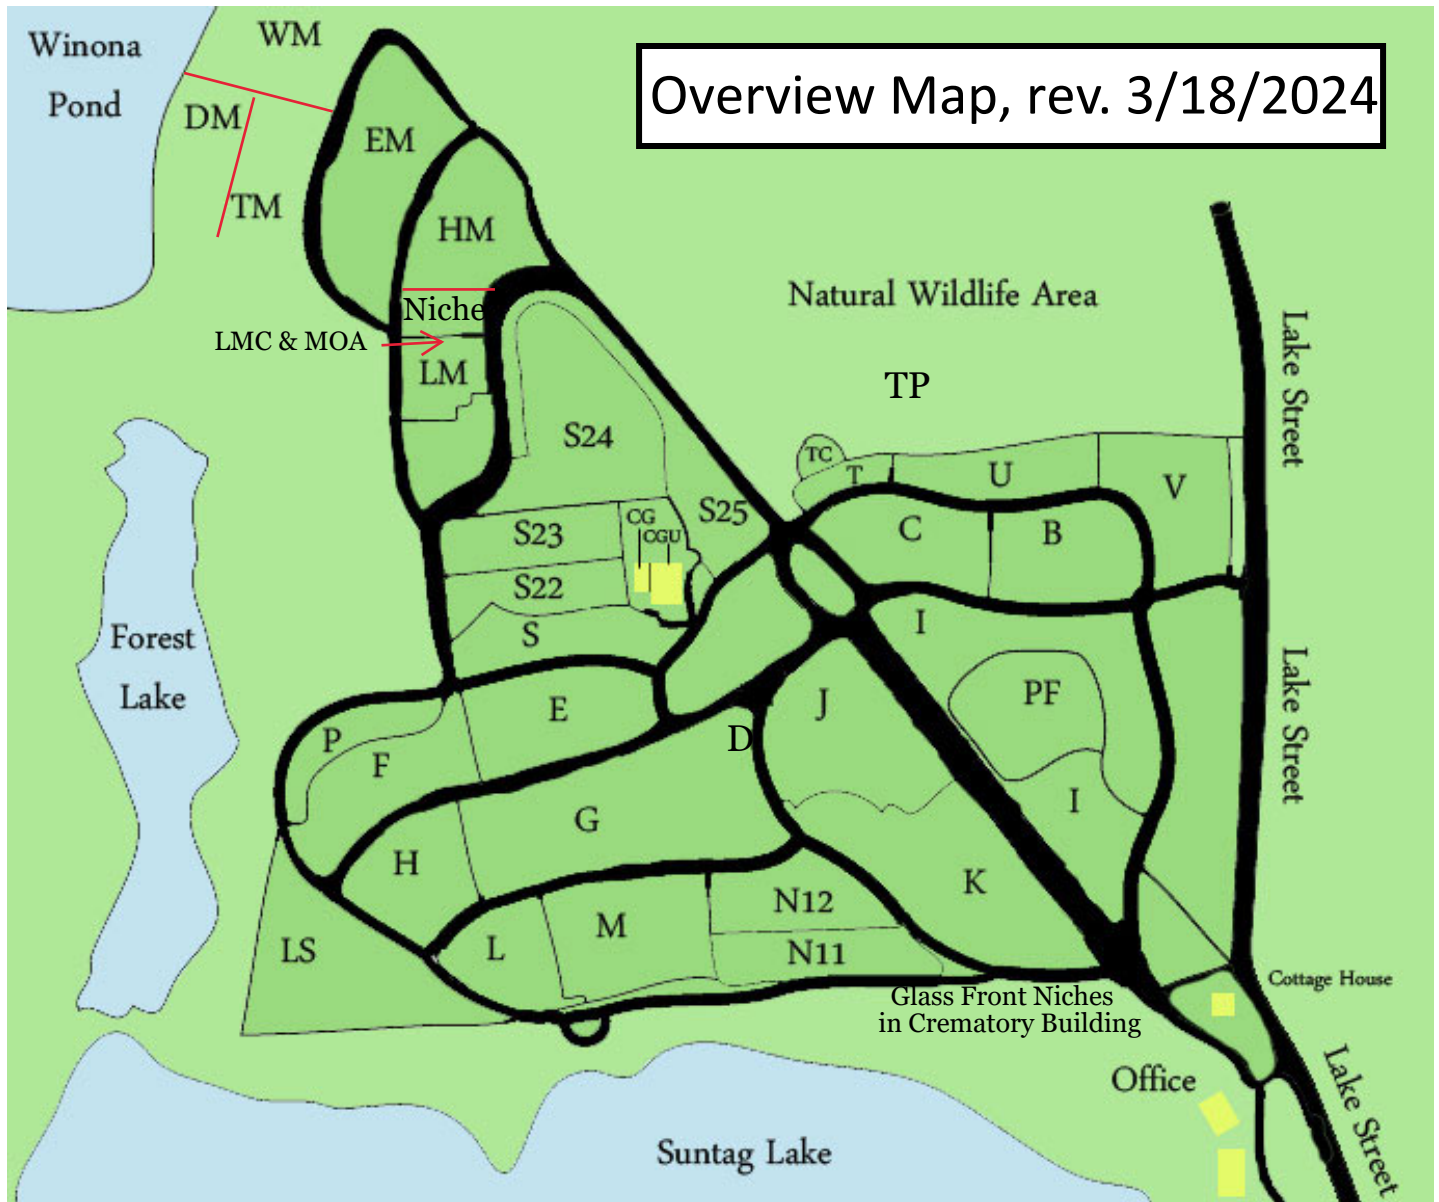 WM
Winona
Pond
Overview Map, rev. 3/18/2024
DM
EM
TM
HM
Natural Wildlife Area
Niche
LMC & MOA
LM
TP
Lake Street
S24
TC
T
U
V
S25
CG
CGU
S23
C
B
S22
S
I
Forest
Lake
PF
E
J
P
D
F
Lake Street
I
G
H
K
N12
M
L
LS
N11
Cottage House
Glass Front Niches
in Crematory Building
Office
Lake Street
Suntag Lake